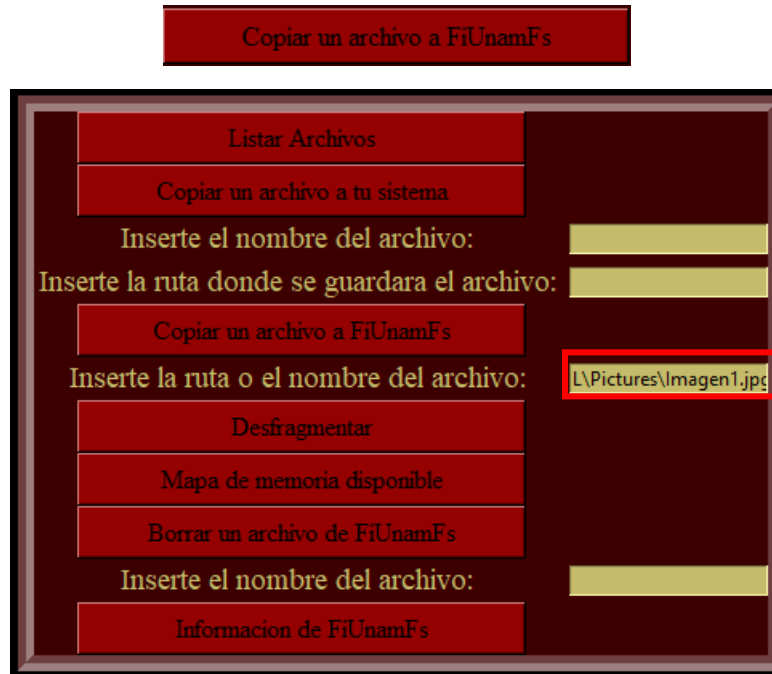 Copiar un archivo a FiUnamFs
Listar Archivos
Copiar un archivo a tu sistema
Inserte el nombre del archivo:
Inserte la ruta donde se guardara el archivo:
Copiar un archivo a FiUnamFs
Inserte la ruta o el nombre del archivo: L\Pictures\Imagen1.jpg
Desfragmentar
Mapa de memoria disponible
Borrar un archivo de FiUnamFs
Inserte el nombre del archivo:
Informacion de FiUnamFs